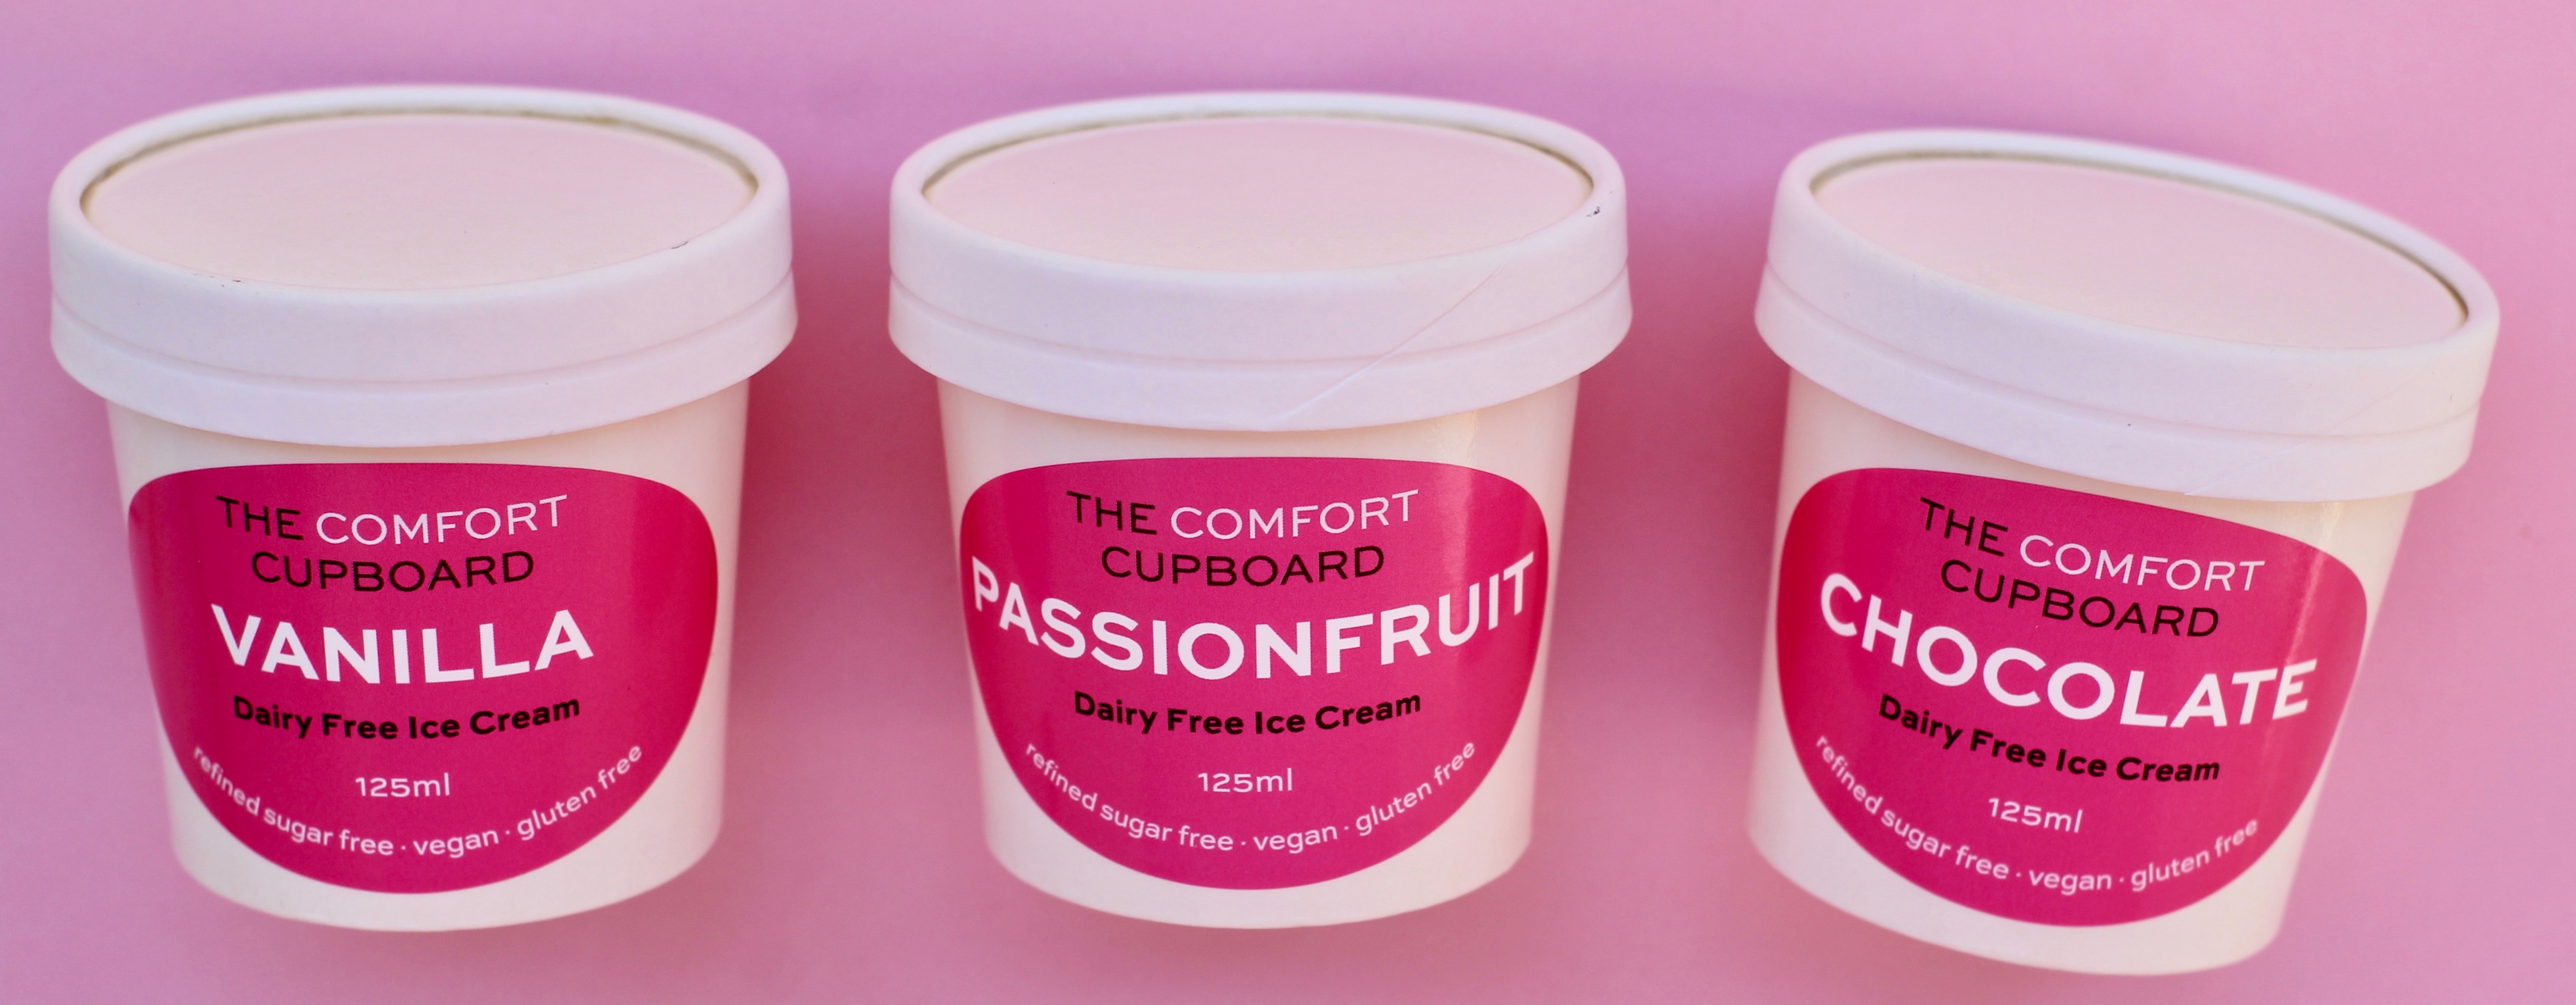 THE COMFORT
CUPBOARD
VANILLA
Dairy Free Ice Cream
125ml
refined sugar free · vegan · gluten free
THE COMFORT
CUPBOARD
PASSIONFRUIT
Dairy Free Ice Cream
125ml
refined sugar free · vegan · gluten free
THE COMFORT
CUPBOARD
CHOCOLATE
Dairy Free Ice Cream
125ml
refined sugar free · vegan · gluten free